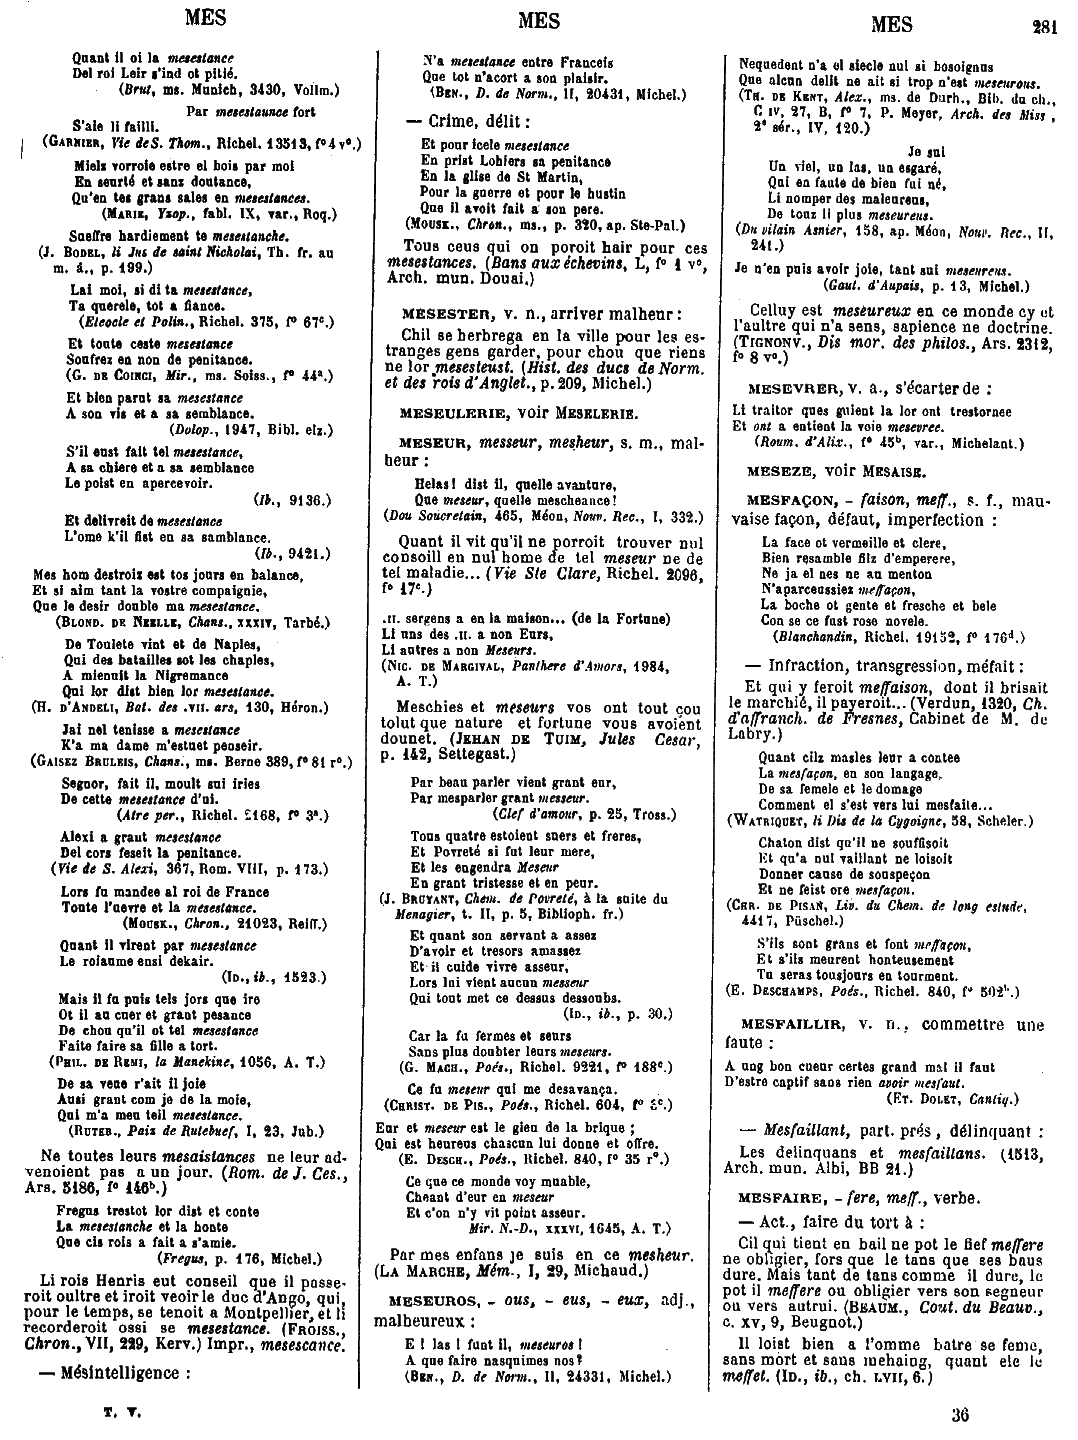 MES
Quant il oi la mesestance
Del roi Leir s'ind ot pitié.
(Brut, ms. Munich, 3430, Vollm.)
Par mesestaunce fort
S'aie li failli.
(GARNIER, Vie de S. Thom., Richel. 13513, f° 4 v°.)
Mielz vorroie estre el bois par moi
En seurté et sanz doutance,
Qu'en tes grans sales en mesestances.
(MARIE, Ysop., fabl. IX, var., Roq.)
Sueffre hardiement te mesestanche.
(J. BODEL, li Jus de saint Nicholai, Th. fr. au
m. â., p. 199.)
Lai moi, si di ta mesestance,
Ta querele, tot a fiance.
(Eteocle et Polin., Richel. 375, f° 67ᶜ.)
Et toute ceste mesestance
Soufrez en non de penitance.
(G. DE COINCI, Mir., ms. Soiss., f° 44ᵃ.)
Et bien parut sa mesestance
A son vis et a sa semblance.
(Dolop., 1947, Bibl. elz.)
S'il eust fait tel mesestance,
A sa chiere et a sa semblance
Le poist en apercevoir.
(Ib., 9136.)
Et delivreit de mesestance
L'ome k'il fist en sa samblance.
(Ib., 9421.)
Mes hom destroiz est tos jours en balance,
Et si aim tant la vostre compaignie,
Que le desir double ma mesestance.
(BLOND. DE NEELLE, Chans., XXXIV, Tarbé.)
De Toulete vint et de Naples,
Qui des batailles sot les chaples,
A mienuit la Nigremance
Qui lor dist bien lor mesestance.
(H. D'ANDELI, Bat. des .VII. ars, 130, Héron.)
Jai nel tenisse a mesestance
K'a ma dame m'estuet penseir.
(GAISEZ BRULEIS, Chans., ms. Berne 389, f° 81 r°.)
Segnor, fait il, moult sui iries
De cette mesestance d'ui.
(Atre per., Richel. 2168, f° 3ᵃ.)
Alexi a graut mesestance
Del cors feseit la penitance.
(Vie de S. Alexi, 367, Rom. VIII, p. 173.)
Lors fu mandee al roi de France
Toute l'uevre et la mesestance.
(MOUSK., Chron., 21023, Reiff.)
Quant il virent par mesestance
Le roiaume ensi dekair.
(ID., ib., 1523.)
Mais il fu puis tels jors que ire
Ot il au cuer et grant pesance
De chou qu'il ot tel mesestance
Faite faire sa fille a tort.
(PHIL. DE REMI, la Manekine, 1056, A. T.)
De sa veue r'ait il joie
Ausi grant com je de la moie,
Qui m'a meu teil mesestance.
(RUTEB., Paiz de Rutebuef, I, 23, Jub.)
Ne toutes leurs mesaistances ne leur ad-
venoient pas a un jour. (Rom. de J. Ces.,
Ars. 5186, f° 146ᵇ.)
Fregus trestot lor dist et conte
La mesestanche et la honte
Que cis rois a fait a s'amie.
(Fregus, p. 176, Michel.)
Li rois Henris eut conseil que il passe-
roit oultre et iroit veoir le duc d'Ango, qui,
pour le temps, se tenoit a Montpellier, et li
recorderoit ossi se mesestance. (FROISS.,
Chron., VII, 229, Kerv.) Impr., mesescance.
— Mésintelligence :
T. V.
MES
N'a mesestance entre Franceis
Que tot n'acort a son plaisir.
(BEN., D. de Norm., II, 20431, Michel.)
— Crime, délit :
Et pour icele mesestance
En prist Lohiers sa penitance
En la glise de St Martin,
Pour la guerre et pour le hustin
Que il avoit fait a son pere.
(MOUSK., Chron., ms., p. 320, ap. Ste-Pal.)
Tous ceus qui on poroit hair pour ces
mesestances. (Bans aux échevins, L, f° 1 v°,
Arch. mun. Douai.)
MESESTER, v. n., arriver malheur :
Chil se herbrega en la ville pour les es-
tranges gens garder, pour chou que riens
ne lor mesesteust. (Hist. des ducs de Norm.
et des rois d'Anglet., p. 209, Michel.)
MESEULERIE, voir MESELERIE.
MESEUR, messeur, mesheur, s. m., mal-
heur :
Helas! dist il, quelle avanture,
Que meseur, quelle mescheance!
(Dou Soucretain, 465, Méon, Nouv. Rec., I, 332.)
Quant il vit qu'il ne porroit trouver nul
consoill en nul home de tel meseur ne de
tel maladie... (Vie Ste Clare, Richel. 2096,
f° 17ᶜ.)
.II. sergens a en la maison... (de la Fortune)
Li uns des .II. a non Eurs,
Li autres a non Meseurs.
(NIC. DE MARGIVAL, Panthere d'Amors, 1984,
A. T.)
Meschies et meseurs vos ont tout çou
tolut que nature et fortune vous avoient
dounet. (JEHAN DE TUIM, Jules Cesar,
p. 142, Settegast.)
Par beau parler vient grant eur,
Par mesparler grant messeur.
(Clef d'amour, p. 25, Tross.)
Tous quatre estoient suers et freres,
Et Povreté si fut leur mere,
Et les engendra Meseur
En grant tristesse et en peur.
(J. BRUYANT, Chem. de Povreté, à la suite du
Menagier, t. II, p. 5, Biblioph. fr.)
Et quant son servant a assez
D'avoir et tresors amassez
Et il cuide vivre asseur,
Lors lui vient aucun messeur
Qui tout met ce dessus dessoubs.
(ID., ib., p. 30.)
Car la fu fermes et seurs
Sans plus doubter leurs meseurs.
(G. MACH., Poés., Richel. 9221, f° 188ᶜ.)
Ce fu meseur qui me desavança.
(CHRIST. DE PIS., Poés., Richel. 604, f° 2ᶜ.)
Eur et meseur est le gieu de la brique ;
Qui est heureus chascun lui donne et offre.
(E. DESCH., Poés., Richel. 840, f° 35 r°.)
Ce que ce monde voy muable,
Cheant d'eur en meseur
Et c'on n'y vit point asseur.
Mir. N.-D., XXXVI, 1645, A. T.)
Par mes enfans je suis en ce mesheur.
(LA MARCHE, Mém., I, 29, Michaud.)
MESEUROS, - ous, - eus, - eux, adj.,
malheureux :
E ! las ! funt il, meseuros !
A que faire nasquimes nos?
(BEN., D. de Norm., II, 24331, Michel.)
MES 281
Nequedent n'a el siecle nul si besoignus
Que alcun delit ne ait si trop n'est meseurous.
(TH. DE KENT, Alex., ms. de Durh., Bib. du ch.,
C IV, 27, B, f° 7, P. Meyer, Arch. des Miss.,
2ᵉ sér., IV, 120.)
Je sui
Un viel, un las, un esgaré,
Qui en faute de bien fui né,
Li nomper des maleureus,
De touz li plus meseureus.
(Du vilain Asnier, 158, ap. Méon, Nouv. Rec., II,
241.)
Je n'en puis avoir joie, tant sui meseureus.
(Gaut. d'Aupais, p. 13, Michel.)
Celluy est meseureux en ce monde cy et
l'aultre qui n'a sens, sapience ne doctrine.
(TIGNONV., Dis mor. des philos., Ars. 2312,
f° 8 v°.)
MESEVRER, v. a., s'écarter de :
Li traitor ques guient la lor ont trestornee
Et ont a entient la voie mesevree.
(Roum. d'Alix., f° 45ᵇ, var., Michelant.)
MESEZE, voir MESAISE.
MESFAÇON, - faison, meff., s. f., mau-
vaise façon, défaut, imperfection :
La face ot vermeille et clere,
Bien resamble filz d'emperere,
Ne ja el nes ne au menton
N'aparceussiez meffaçon,
La boche ot gente et fresche et bele
Con se ce fust rose novele.
(Blanchandin, Richel. 19152, f° 176ᵈ.)
— Infraction, transgression, méfait :
Et qui y feroit meffaison, dont il brisait
le marchié, il payeroit... (Verdun, 1320, Ch.
d'affranch. de Fresnes, Cabinet de M. de
Labry.)
Quant cilz masles leur a contee
La mesfaçon, en son langage,
De sa femele et le domage
Comment el s'est vers lui mesfaite...
(WATRIQUET, li Dis de la Cygoigne, 58, Scheler.)
Chaton dist qu'il ne souffisoit
Et qu'a nul vaillant ne loisoit
Donner cause de souspeçon
Et ne feist ore mesfaçon.
(CHR. DE PISAN, Liv. du Chem. de long estude,
4417, Püschel.)
S'ils sont grans et font meffaçon,
Et s'ils meurent honteusement
Tu seras tousjours en tourment.
(E. DESCHAMPS, Poés., Richel. 840, f° 502ᵇ.)
MESFAILLIR, v. n., commettre une
faute :
A ung bon cueur certes grand mal il faut
D'estre captif sans rien avoir mesfaut.
(ET. DOLET, Cantiq.)
— Mesfaillant, part. prés, délinquant :
Les delinquans et mesfaillans. (1513,
Arch. mun. Albi, BB 21.)
MESFAIRE, - fere, meff., verbe.
— Act., faire du tort à :
Cil qui tient en bail ne pot le fief meffere
ne obligier, fors que le tans que ses baus
dure. Mais tant de tans comme il dure, le
pot il meffere ou obligier vers son segneur
ou vers autrui. (BEAUM., Cout. du Beauv.,
c. XV, 9, Beugnot.)
Il loist bien a l'omme batre se feme,
sans mort et sans mehaing, quant ele le
meffet. (ID., ib., ch. LVII, 6.)
36